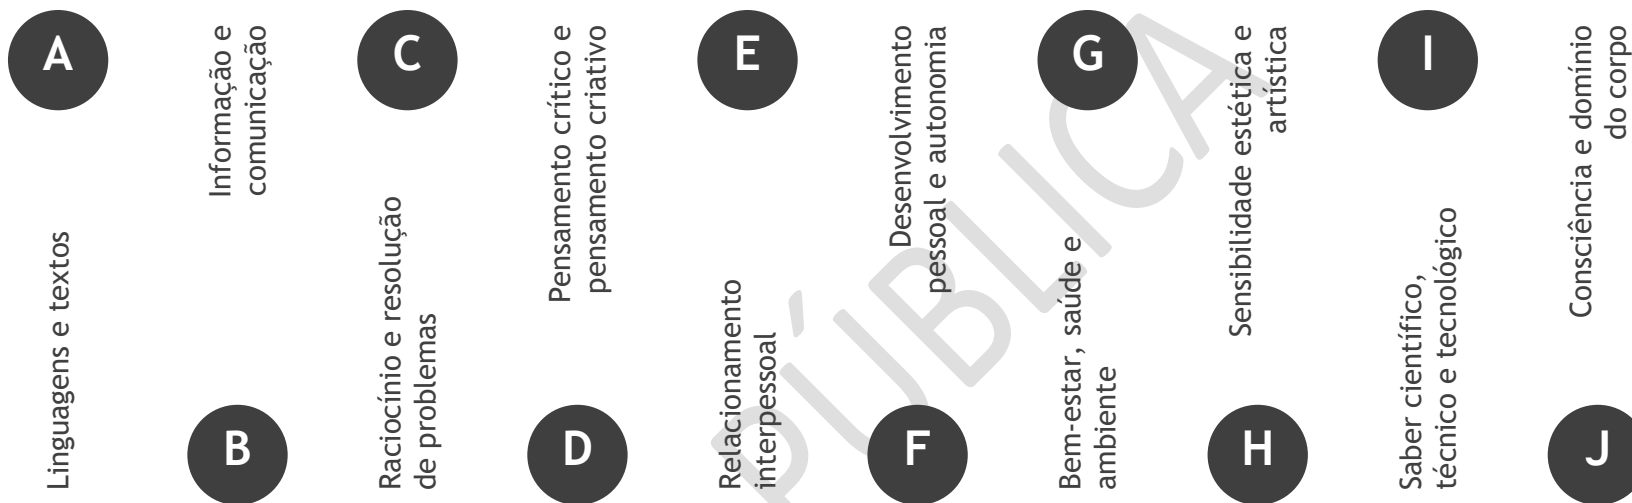 A
Linguagens e textos
Informação e
comunicação
B
C
Raciocínio e resolução
de problemas
Pensamento crítico e
pensamento criativo
D
E
Relacionamento
interpessoal
Desenvolvimento
pessoal e autonomia
F
G
Bem-estar, saúde e
ambiente
Sensibilidade estética e
artística
H
I
Saber científico,
técnico e tecnológico
Consciência e domínio
do corpo
J
PÚBLICA